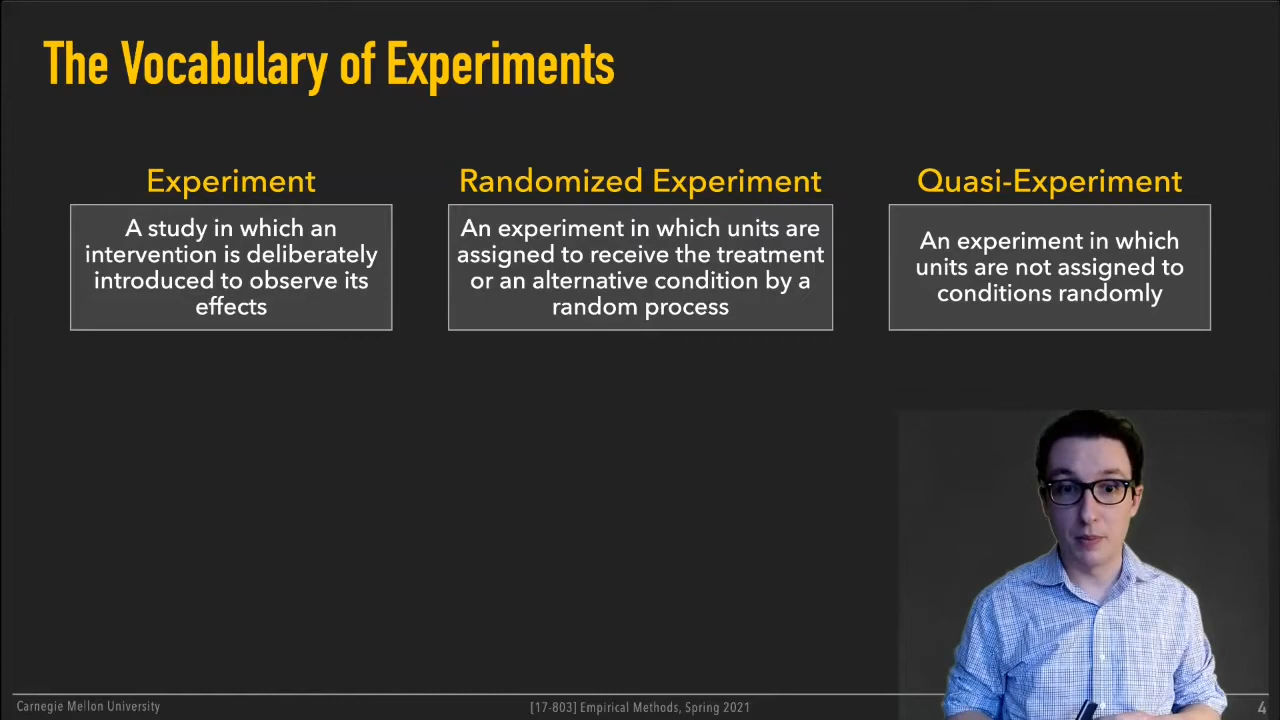 The Vocabulary of Experiments
Experiment
A study in which an
intervention is deliberately
introduced to observe its
effects
Randomized Experiment
An experiment in which units are
assigned to receive the treatment
or an alternative condition by a
random process
Quasi-Experiment
An experiment in which
units are not assigned to
conditions randomly
Carnegie Mellon University
[17-803] Empirical Methods, Spring 2021
4